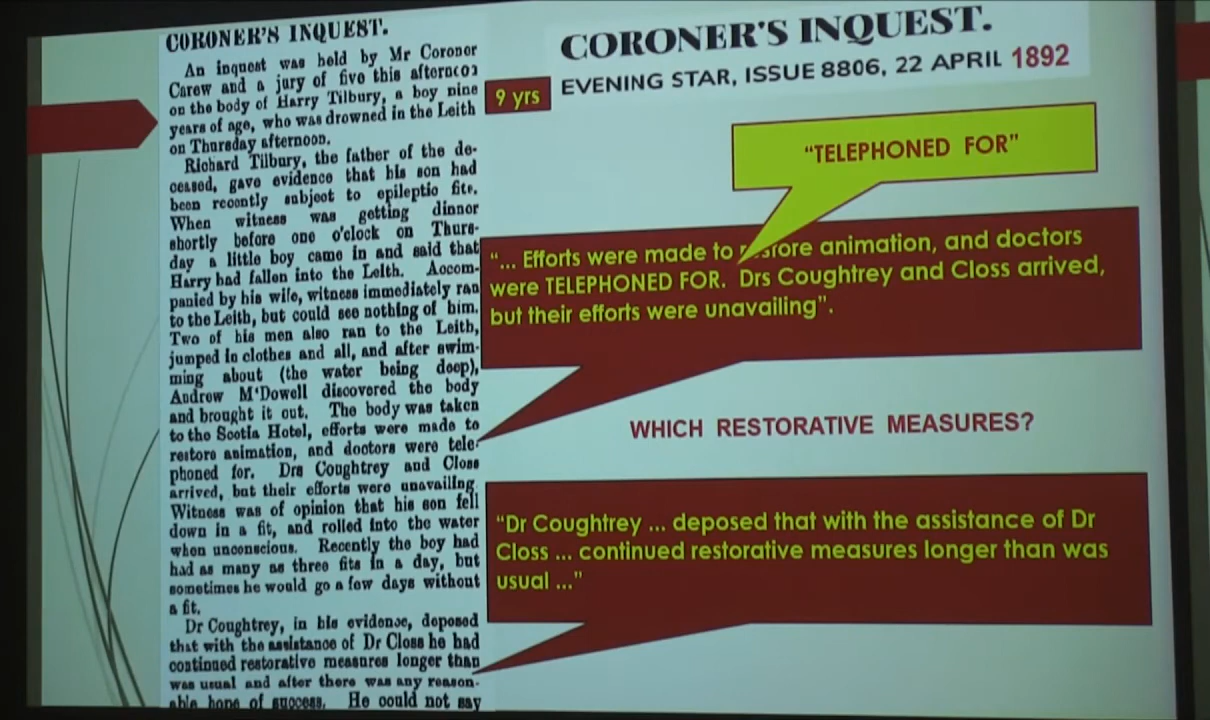 CORONER'S INQUEST.
An inquest was held by Mr Coroner
Carew and a jury of five this afternoon
on the body of Harry Tilbury, a boy nine
years of age, who was drowned in the Leith
on Thursday afternoon.
Richard Tilbury, the father of the de-
ceased, gave evidence that his son had
been recently subject to epileptic fits.
When witness was getting dinner
shortly before one o'clock on Thurs-
day a little boy came in and said that
Harry had fallen into the Leith. Accom-
panied by his wife, witness immediately ran
to the Leith, but could see nothing of him.
Two of his men also ran to the Leith,
jumped in clothes and all, and after swim-
ming about (the water being deep),
Andrew M'Dowell discovered the body
and brought it out. The body was taken
to the Scotia Hotel, efforts were made to
restore animation, and doctors were tele-
phoned for. Drs Coughtrey and Closs
arrived, but their efforts were unavailing.
Witness was of opinion that his son fell
down in a fit, and rolled into the water
when unconscious. Recently the boy had
had as many as three fits in a day, but
sometimes he would go a few days without
a fit.
Dr Coughtrey, in his evidence, deposed
that with the assistance of Dr Closs he had
continued restorative measures longer than
was usual and after there was any reason-
able hope of success. He could not say
CORONER'S INQUEST.
EVENING STAR, ISSUE 8806, 22 APRIL 1892
9 yrs
"TELEPHONED FOR"
"... Efforts were made to restore animation, and doctors
were TELEPHONED FOR. Drs Coughtrey and Closs arrived,
but their efforts were unavailing".
WHICH RESTORATIVE MEASURES?
"Dr Coughtrey ... deposed that with the assistance of Dr
Closs ... continued restorative measures longer than was
usual ..."